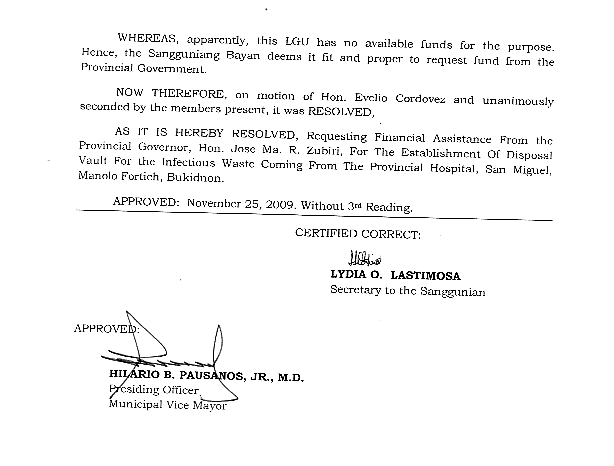 WHEREAS, apparently, this LGU has no available funds for the purpose.
Hence, the Sangguniang Bayan deems it fit and proper to request fund from the
Provincial Government.
NOW THEREFORE, on motion of Hon. Evelio Cordovez and unanimously
seconded by the members present, it was RESOLVED,
AS IT IS HEREBY RESOLVED, Requesting Financial Assistance From the
Provincial Governor, Hon. Jose Ma. R. Zubiri, For The Establishment Of Disposal
Vault For the Infectious Waste Coming From The Provincial Hospital, San Miguel,
Manolo Fortich, Bukidnon.
APPROVED: November 25, 2009. Without 3rd Reading.
CERTIFIED CORRECT:
LYDIA O. LASTIMOSA
Secretary to the Sanggunian
APPROVED:
HILARIO B. PAUSANOS, JR., M.D.
Presiding Officer
Municipal Vice Mayor